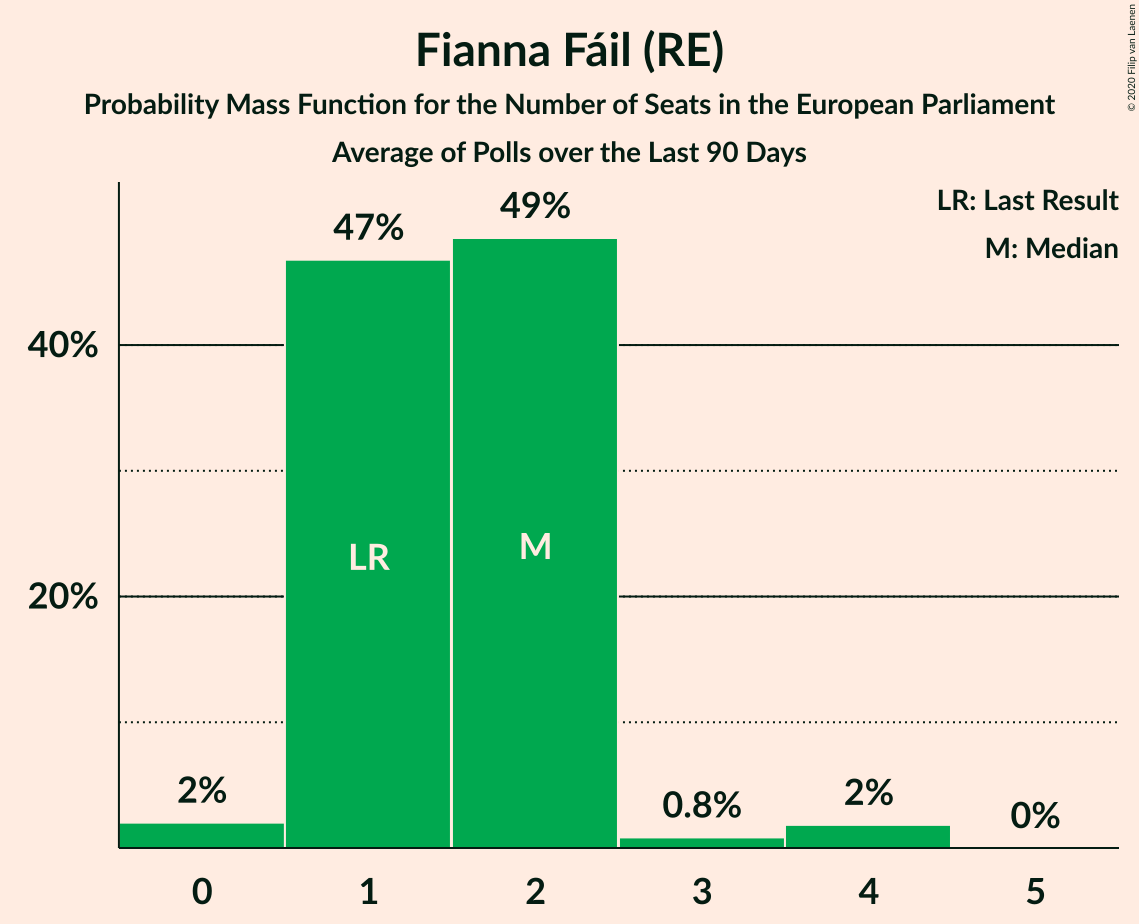 Fianna Fáil (RE)
Probability Mass Function for the Number of Seats in the European Parliament
Average of Polls over the Last 90 Days
© 2020 Filip van Laenen
LR: Last Result
M: Median
47%
49%
40%
LR
M
20%
2%
0.8%
2%
0%
0
1
2
3
4
5